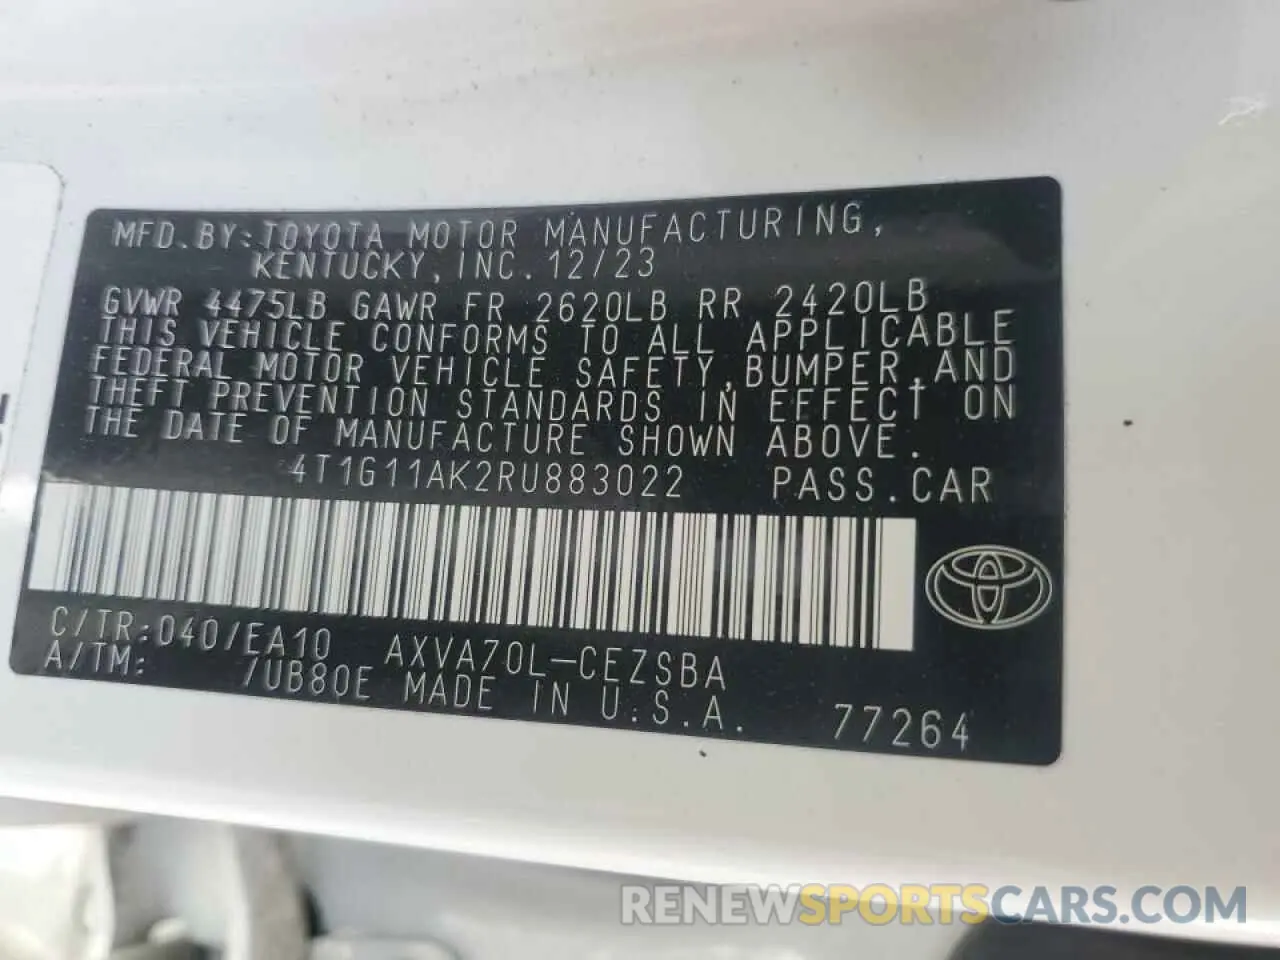 MFD.BY:TOYOTA MOTOR MANUFACTURING,
KENTUCKY,INC. 12/23
GVWR 4475LB GAWR FR 2620LB RR 2420LB
THIS VEHICLE CONFORMS TO ALL APPLICABLE
FEDERAL MOTOR VEHICLE SAFETY,BUMPER,AND
THEFT PREVENTION STANDARDS IN EFFECT ON
THE DATE OF MANUFACTURE SHOWN ABOVE.
4T1G11AK2RU883022 PASS.CAR
C/TR:040/EA10 AXVA70L-CEZSBA
A/TM: /UB80E MADE IN U.S.A. 77264
RENEWSPORTSCARS.COM